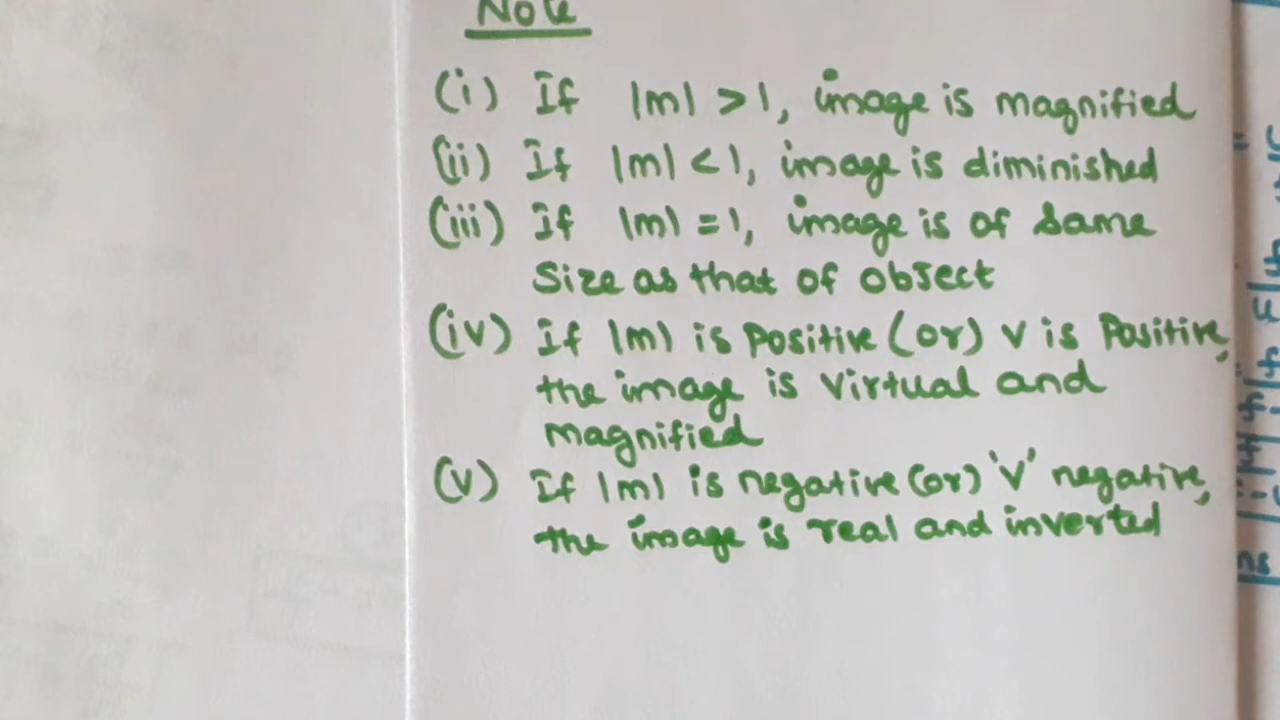 Note
(i) If |m| > 1, image is magnified
(ii) If |m| < 1, image is diminished
(iii) If |m| = 1, image is of same
size as that of object
(iv) If |m| is positive (or) v is positive,
the image is virtual and
magnified
(v) If |m| is negative (or) 'v' negative,
the image is real and inverted